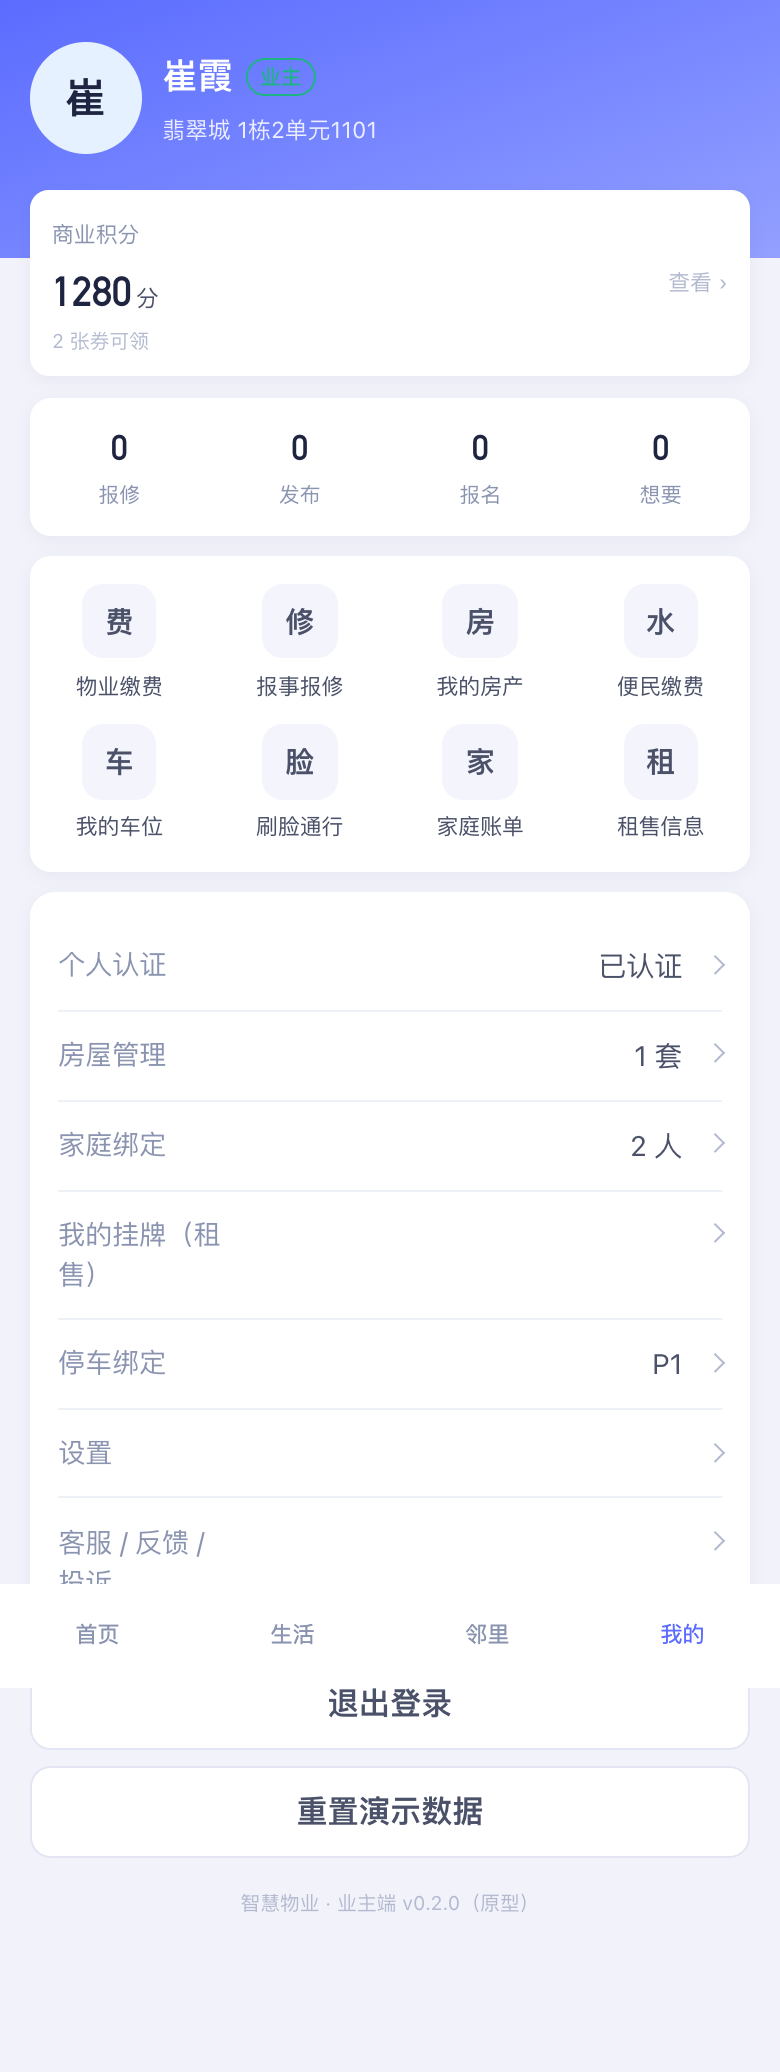 崔
崔霞 业主
翡翠城 1栋2单元1101
商业积分
1280 分
查看 ›
2 张券可领
0 0 0 0
报修 发布 报名 想要
费 修 房 水
物业缴费 报事报修 我的房产 便民缴费
车 脸 家 租
我的车位 刷脸通行 家庭账单 租售信息
个人认证 已认证
房屋管理 1 套
家庭绑定 2 人
我的挂牌（租
售）
停车绑定 P1
设置
客服 / 反馈 /
投诉
首页 生活 邻里 我的
退出登录
重置演示数据
智慧物业 · 业主端 v0.2.0（原型）